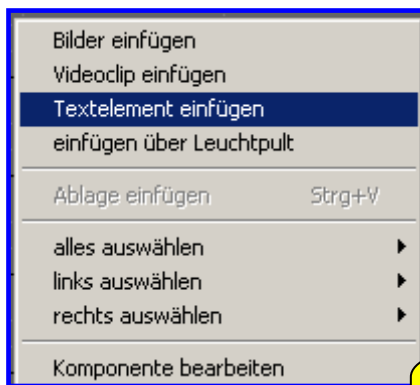 Bilder einfügen
Videoclip einfügen
Textelement einfügen
einfügen über Leuchtpult
Ablage einfügen Strg+V
alles auswählen
links auswählen
rechts auswählen
Komponente bearbeiten